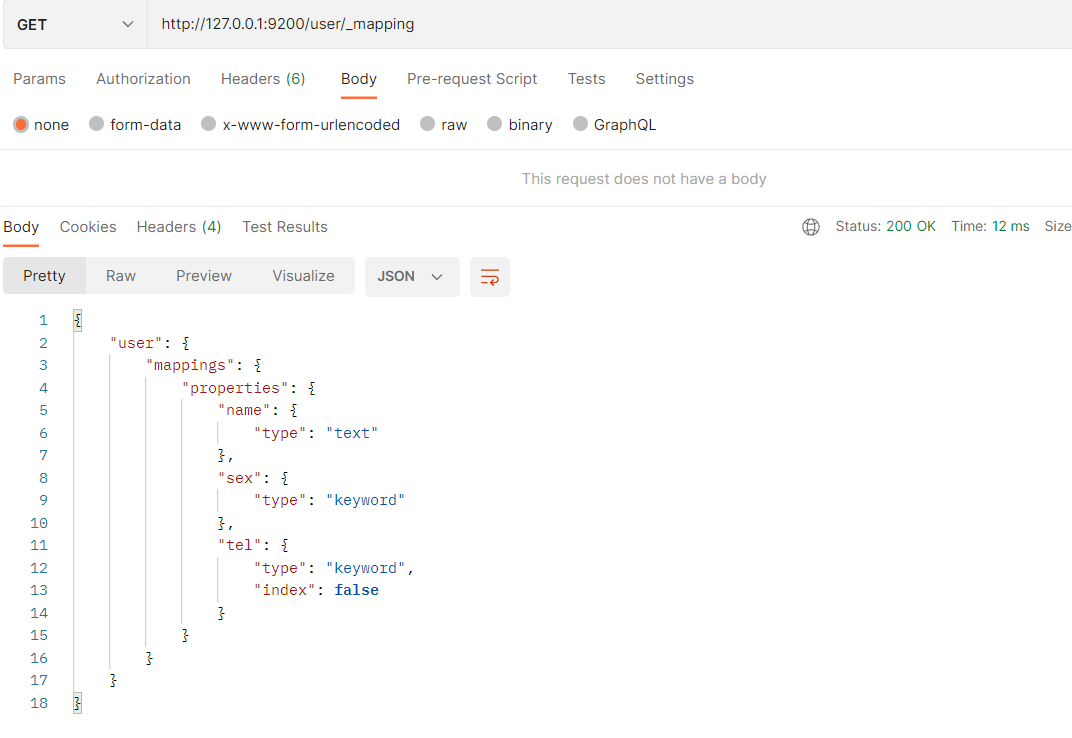 GET http://127.0.0.1:9200/user/_mapping
Params Authorization Headers (6) Body Pre-request Script Tests Settings
none form-data x-www-form-urlencoded raw binary GraphQL
This request does not have a body
Body Cookies Headers (4) Test Results Status: 200 OK Time: 12 ms Size
Pretty Raw Preview Visualize JSON
1 {
2 "user": {
3 "mappings": {
4 "properties": {
5 "name": {
6 "type": "text"
7 },
8 "sex": {
9 "type": "keyword"
10 },
11 "tel": {
12 "type": "keyword",
13 "index": false
14 }
15 }
16 }
17 }
18 }